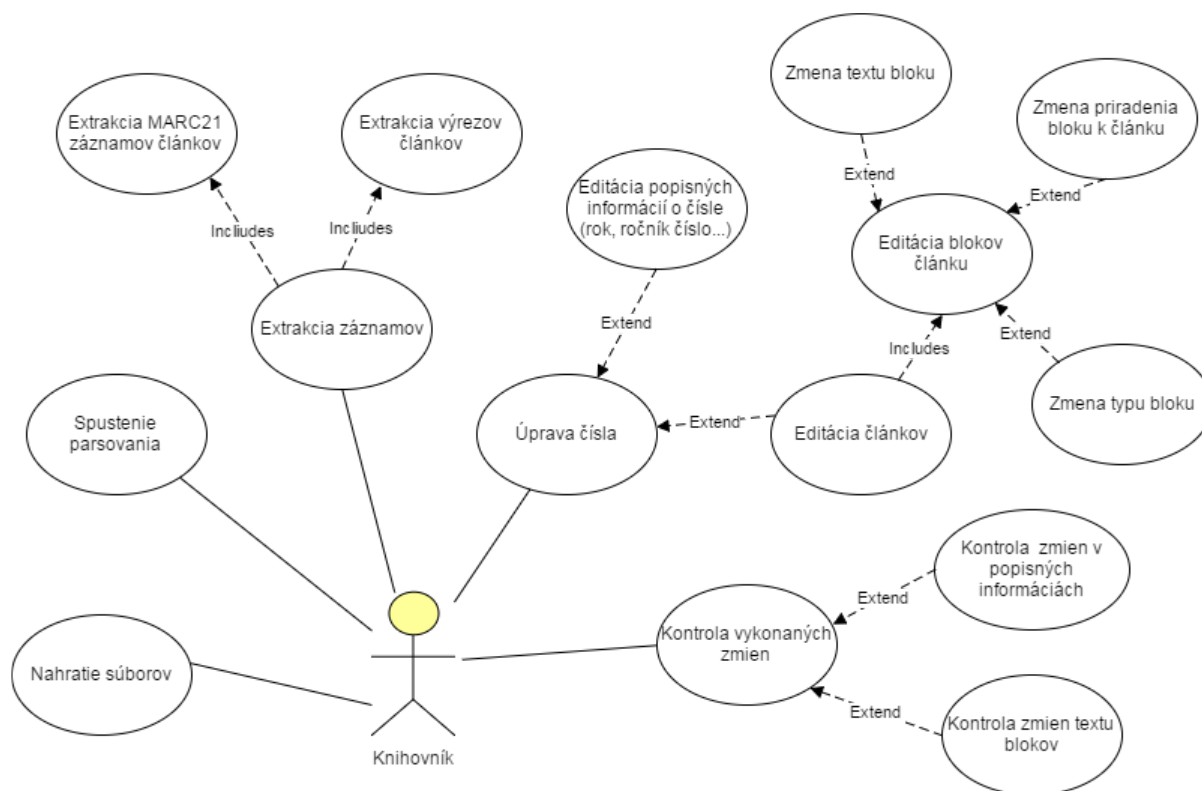 Zmena textu bloku
Extrakcia MARC21
záznamov článkov
Extrakcia výrezov
článkov
Zmena priradenia
bloku k článku
Extend
Editácia popisných
informácií o čísle
(rok, ročník číslo...)
Extend
Incliudes
Incliudes
Editácia blokov
článku
Extrakcia záznamov
Extend
Includes
Extend
Zmena typu bloku
Spustenie
parsovania
Úprava čísla
Extend
Editácia článkov
Kontrola zmien v
popisných
informáciách
Extend
Kontrola vykonaných
zmien
Nahratie súborov
Extend
Kontrola zmien textu
blokov
Knihovník